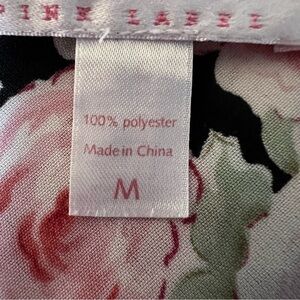 PINK LABEL
100% polyester
Made in China
M